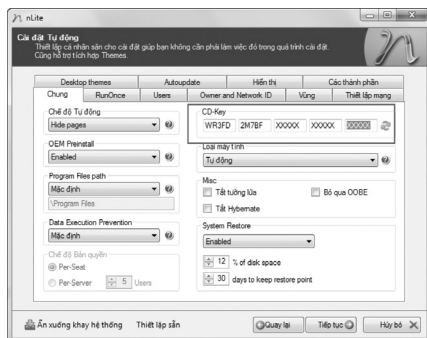 nLite
Cài đặt Tự động
Thiết lập cá nhân sẵn cho cài đặt giúp bạn không cần phải làm việc đó trong quá trình cài đặt.
Cũng hỗ trợ tích hợp Themes.
Desktop themes Autoupdate Hiển thị Các thành phần
Chung RunOnce Users Owner and Network ID Vùng Thiết lập mạng
Chế độ Tự động
Hide pages
CD-Key
WR3FD 2M7BF XXXXX XXXXX XXXXX
OEM Preinstall
Enabled
Loại máy tính
Tự động
Program Files path
Mặc định
\Program Files
Misc
Tắt tường lửa Bỏ qua OOBE
Tắt Hybernate
Data Execution Prevention
Mặc định
System Restore
Enabled
12 % of disk space
30 days to keep restore point
Chế độ Bản quyền
Per-Seat
Per-Server 5 Users
Ẩn xuống khay hệ thống Thiết lập sẵn Quay lại Tiếp tục Hủy bỏ